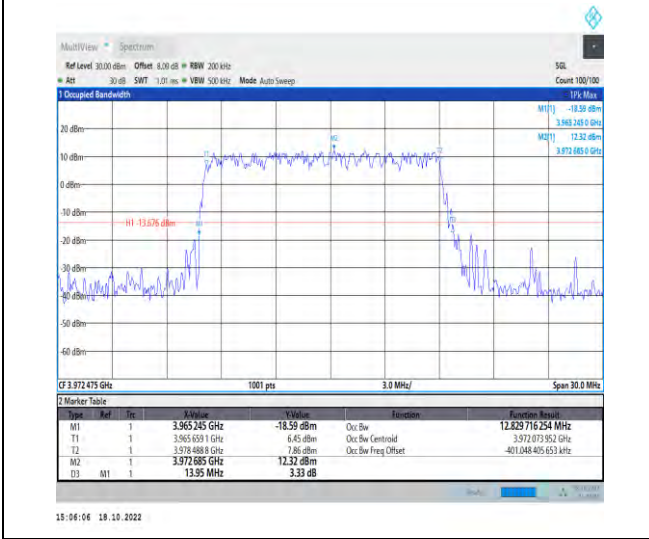 MultiView Spectrum
Ref Level 30.00 dBm Offset 8.00 dB RBW 200 kHz SGL
Att 30 dB SWT 1.01 ms VBW 500 kHz Mode Auto Sweep Count 100/100
1 Occupied Bandwidth 1Pk Max
M1[1] -18.59 dBm
3.965 245 0 GHz
M2[1] 12.32 dBm
3.972 685 0 GHz
20 dBm
M2
T1 T2
10 dBm
0 dBm
-10 dBm
H1 -13.676 dBm
M1 D3
-20 dBm
-30 dBm
-40 dBm
-50 dBm
-60 dBm
CF 3.972 475 GHz 1001 pts 3.0 MHz/ Span 30.0 MHz
2 Marker Table
Type Ref Trc X-Value Y-Value Function Function Result
M1 1 3.965 245 GHz -18.59 dBm Occ Bw 12.829 716 254 MHz
T1 1 3.965 659 1 GHz 6.45 dBm Occ Bw Centroid 3.972 073 952 GHz
T2 1 3.978 488 8 GHz 7.86 dBm Occ Bw Freq Offset -401.048 405 653 kHz
M2 1 3.972 685 GHz 12.32 dBm
D3 M1 1 13.95 MHz 3.33 dB
15:06:06 18.10.2022